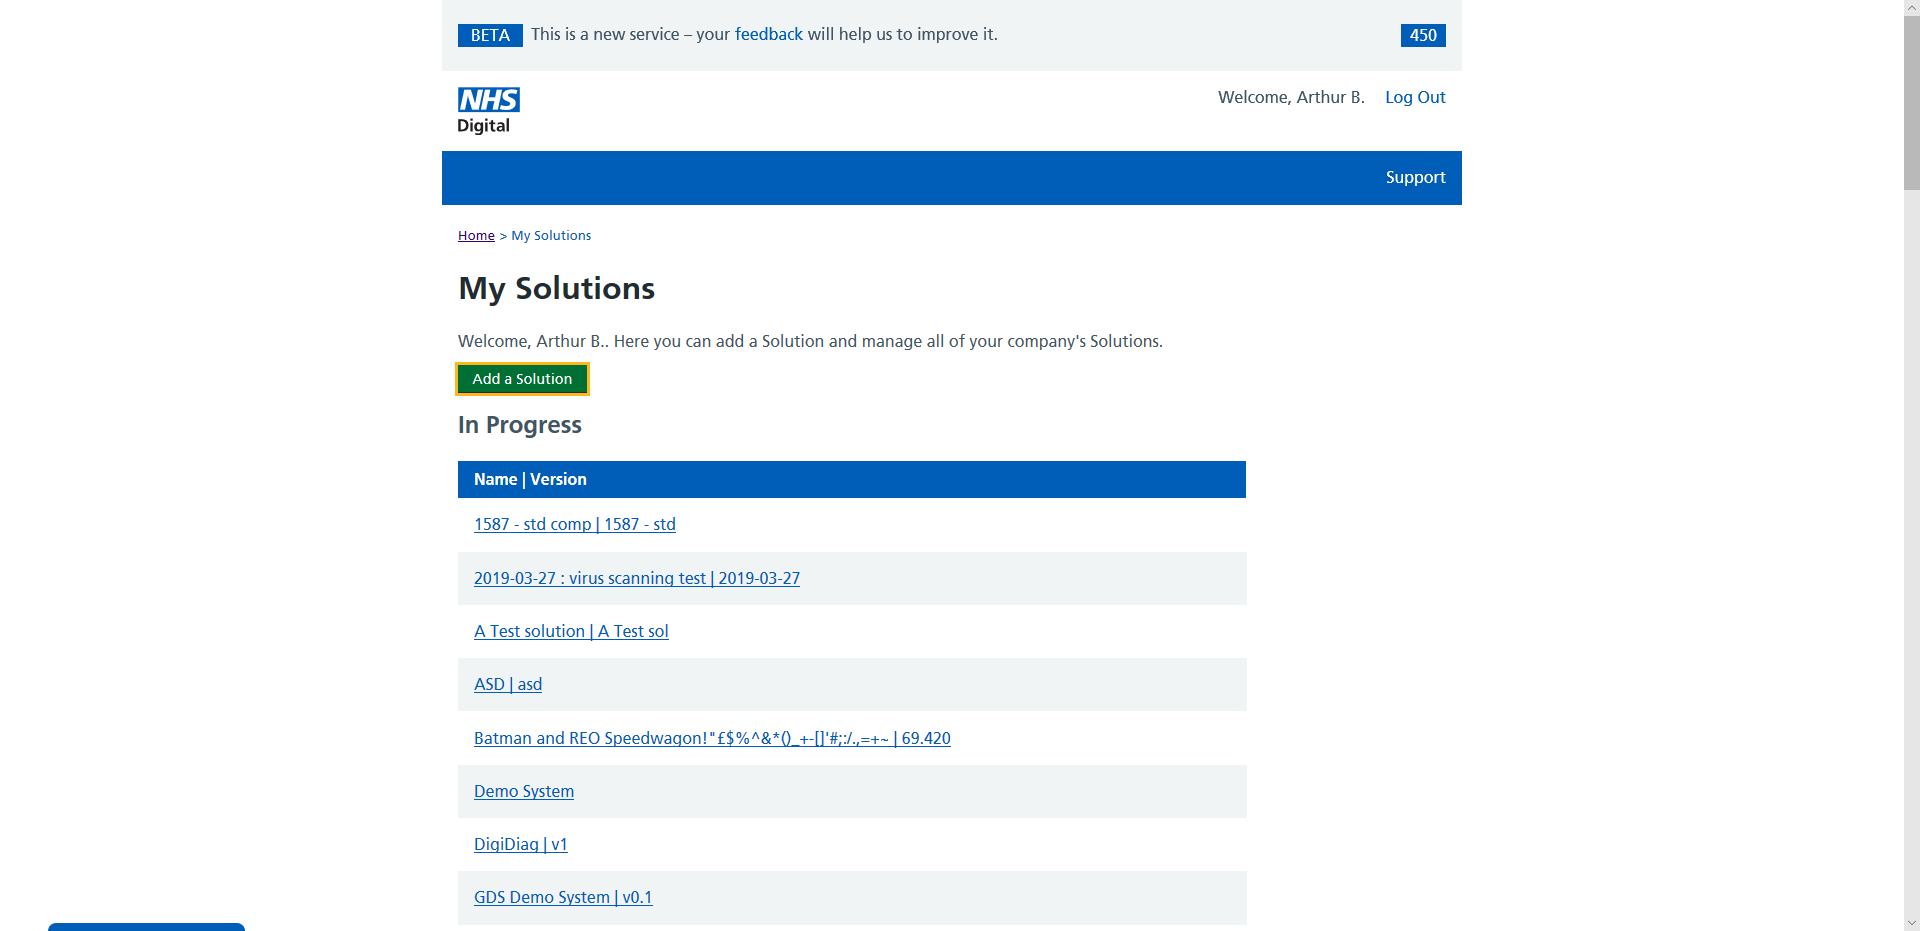 BETA This is a new service – your feedback will help us to improve it. 450
NHS
Digital
Welcome, Arthur B. Log Out
Support
Home > My Solutions
My Solutions
Welcome, Arthur B.. Here you can add a Solution and manage all of your company's Solutions.
Add a Solution
In Progress
Name | Version
1587 - std comp | 1587 - std
2019-03-27 : virus scanning test | 2019-03-27
A Test solution | A Test sol
ASD | asd
Batman and REO Speedwagon!"£$%^&*()_+-[]'#;:/.,=+~ | 69.420
Demo System
DigiDiag | v1
GDS Demo System | v0.1